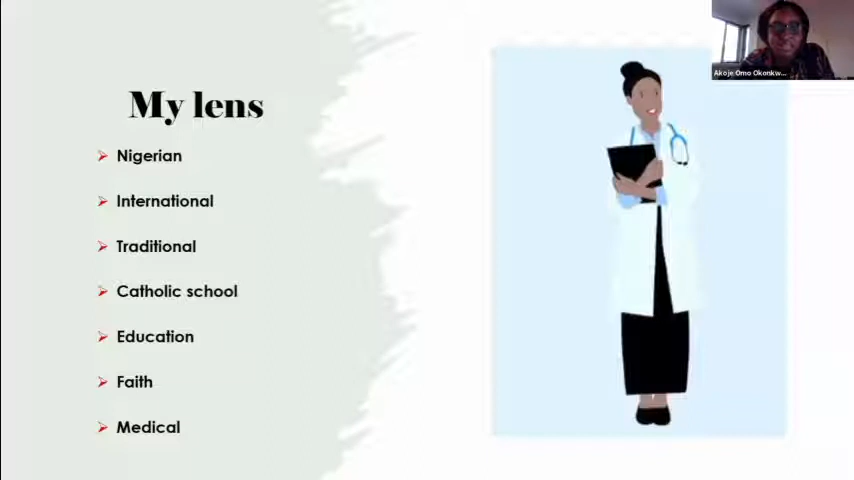 My lens
Nigerian
International
Traditional
Catholic school
Education
Faith
Medical
Akoje Omo Okonkw...